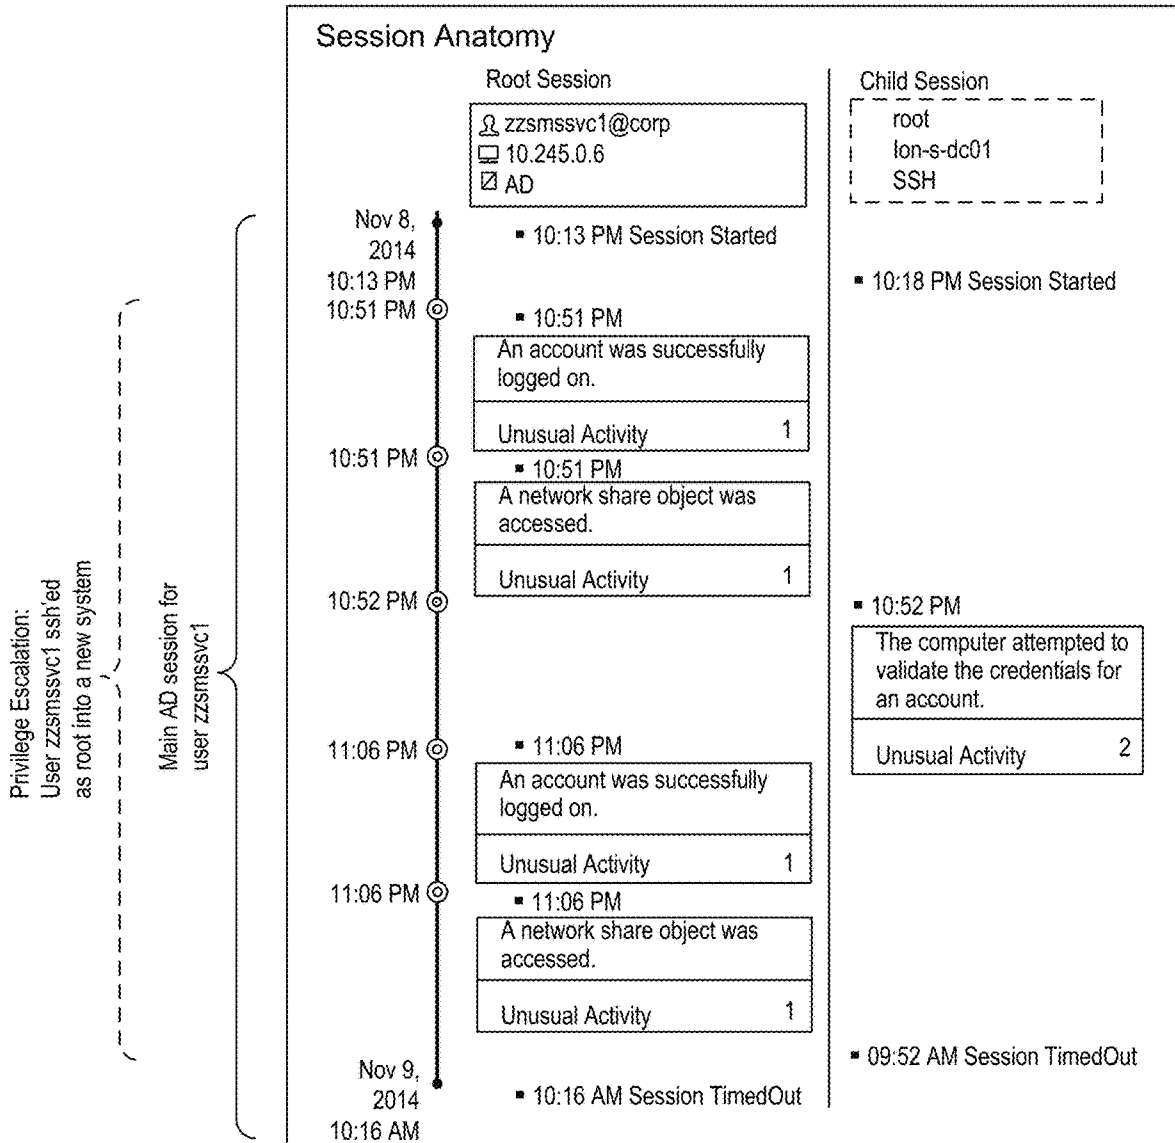 Session Anatomy
Root Session
zzsmssvc1@corp
10.245.0.6
AD
Child Session
root
lon-s-dc01
SSH
Nov 8,
2014
10:13 PM
▪ 10:13 PM Session Started
▪ 10:18 PM Session Started
10:51 PM
▪ 10:51 PM
An account was successfully
logged on.
Unusual Activity 1
10:51 PM
▪ 10:51 PM
A network share object was
accessed.
Unusual Activity 1
10:52 PM
▪ 10:52 PM
The computer attempted to
validate the credentials for
an account.
Unusual Activity 2
11:06 PM
▪ 11:06 PM
An account was successfully
logged on.
Unusual Activity 1
11:06 PM
▪ 11:06 PM
A network share object was
accessed.
Unusual Activity 1
▪ 09:52 AM Session TimedOut
Nov 9,
2014
10:16 AM
▪ 10:16 AM Session TimedOut
Privilege Escalation:
User zzsmssvc1 ssh'ed
as root into a new system
Main AD session for
user zzsmssvc1